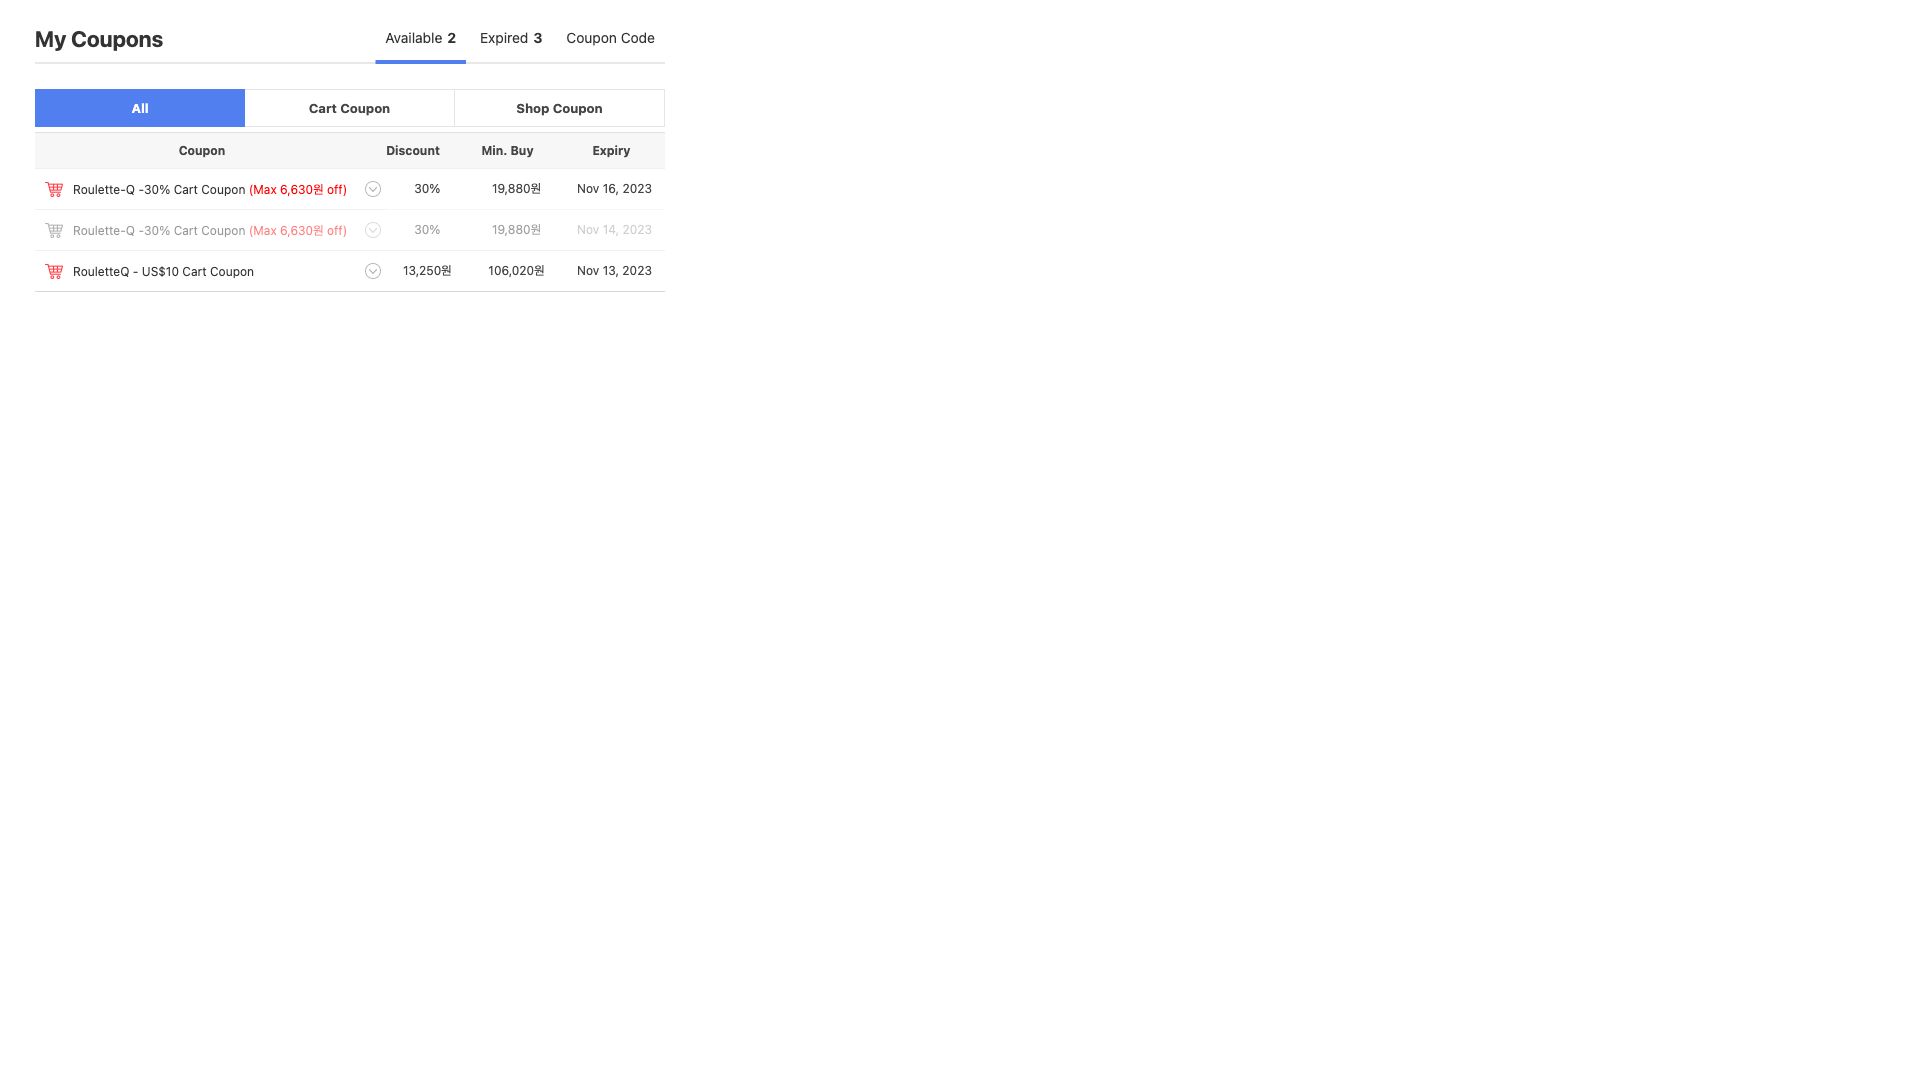 My Coupons
Available 2
Expired 3
Coupon Code
All
Cart Coupon
Shop Coupon
Coupon Discount Min. Buy Expiry
Roulette-Q -30% Cart Coupon (Max 6,630원 off) 30% 19,880원 Nov 16, 2023
Roulette-Q -30% Cart Coupon (Max 6,630원 off) 30% 19,880원 Nov 14, 2023
RouletteQ - US$10 Cart Coupon 13,250원 106,020원 Nov 13, 2023